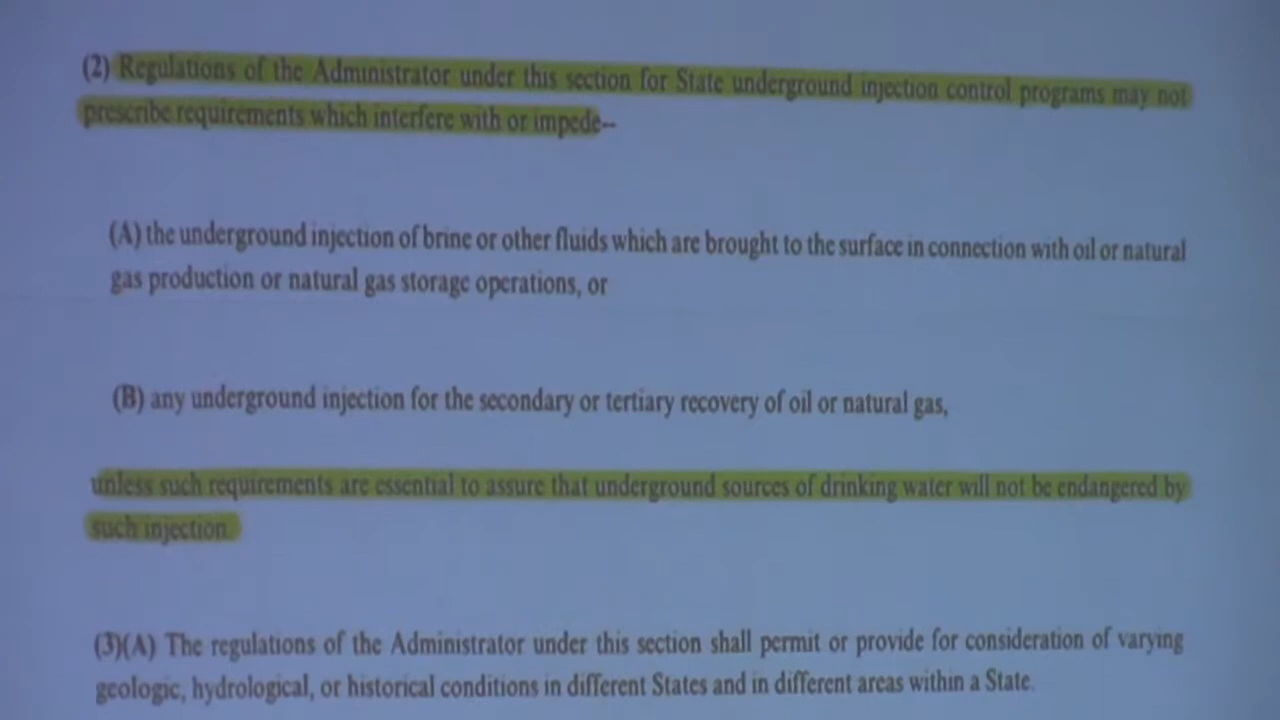 (2) Regulations of the Administrator under this section for State underground injection control programs may not
prescribe requirements which interfere with or impede--
(A) the underground injection of brine or other fluids which are brought to the surface in connection with oil or natural
gas production or natural gas storage operations, or
(B) any underground injection for the secondary or tertiary recovery of oil or natural gas,
unless such requirements are essential to assure that underground sources of drinking water will not be endangered by
such injection.
(3)(A) The regulations of the Administrator under this section shall permit or provide for consideration of varying
geologic, hydrological, or historical conditions in different States and in different areas within a State.